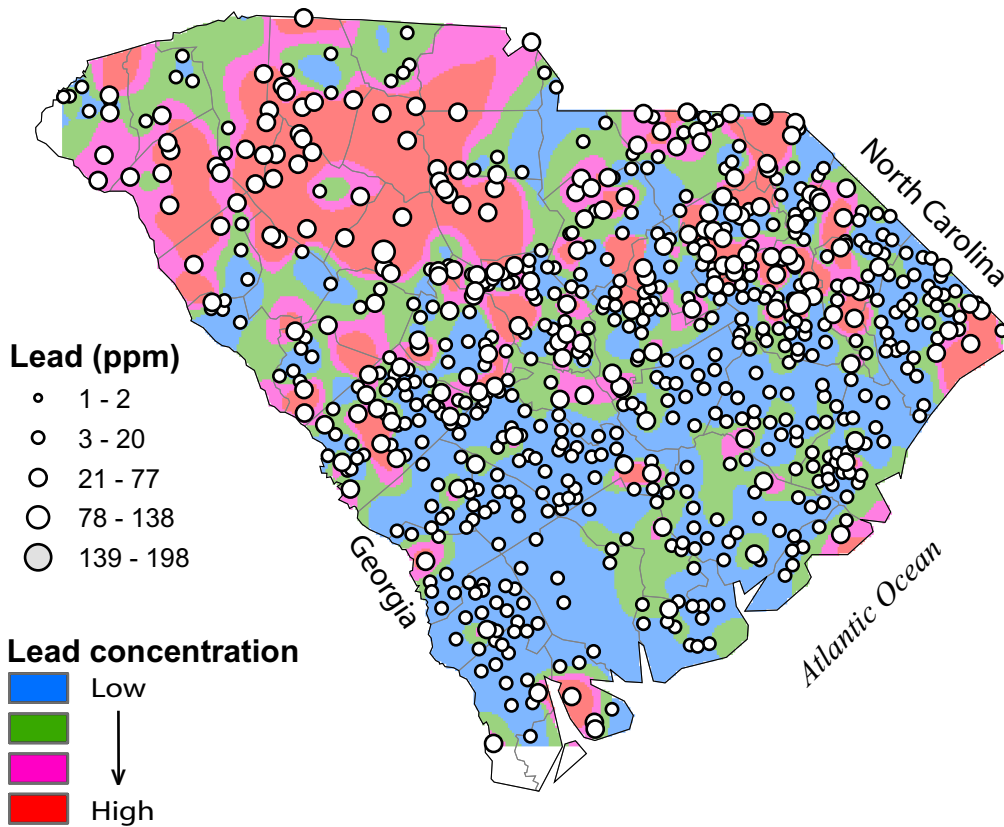 North Carolina
Lead (ppm)
1 - 2
3 - 20
21 - 77
78 - 138
139 - 198
Georgia
Atlantic Ocean
Lead concentration
Low
High